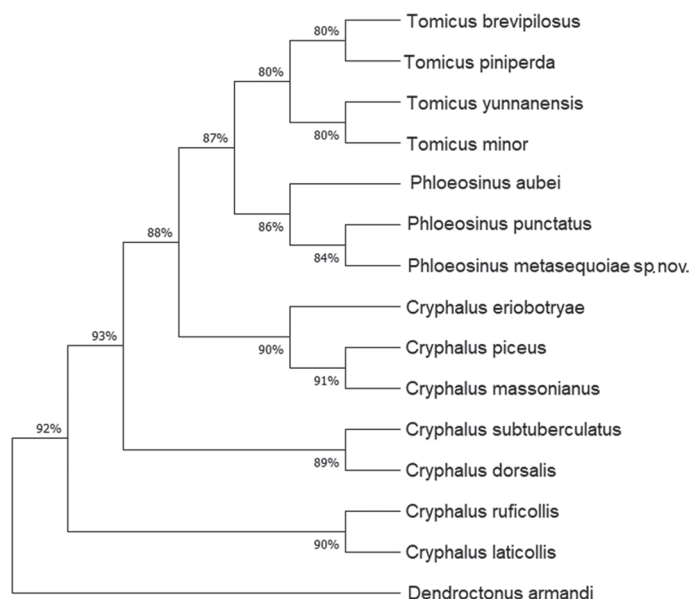 80%
Tomicus brevipilosus
Tomicus piniperda
80%
Tomicus yunnanensis
80%
Tomicus minor
87%
Phloeosinus aubei
86%
Phloeosinus punctatus
84%
Phloeosinus metasequoiae sp.nov.
88%
Cryphalus eriobotryae
90%
Cryphalus piceus
91%
Cryphalus massonianus
93%
Cryphalus subtuberculatus
89%
Cryphalus dorsalis
92%
Cryphalus ruficollis
90%
Cryphalus laticollis
Dendroctonus armandi